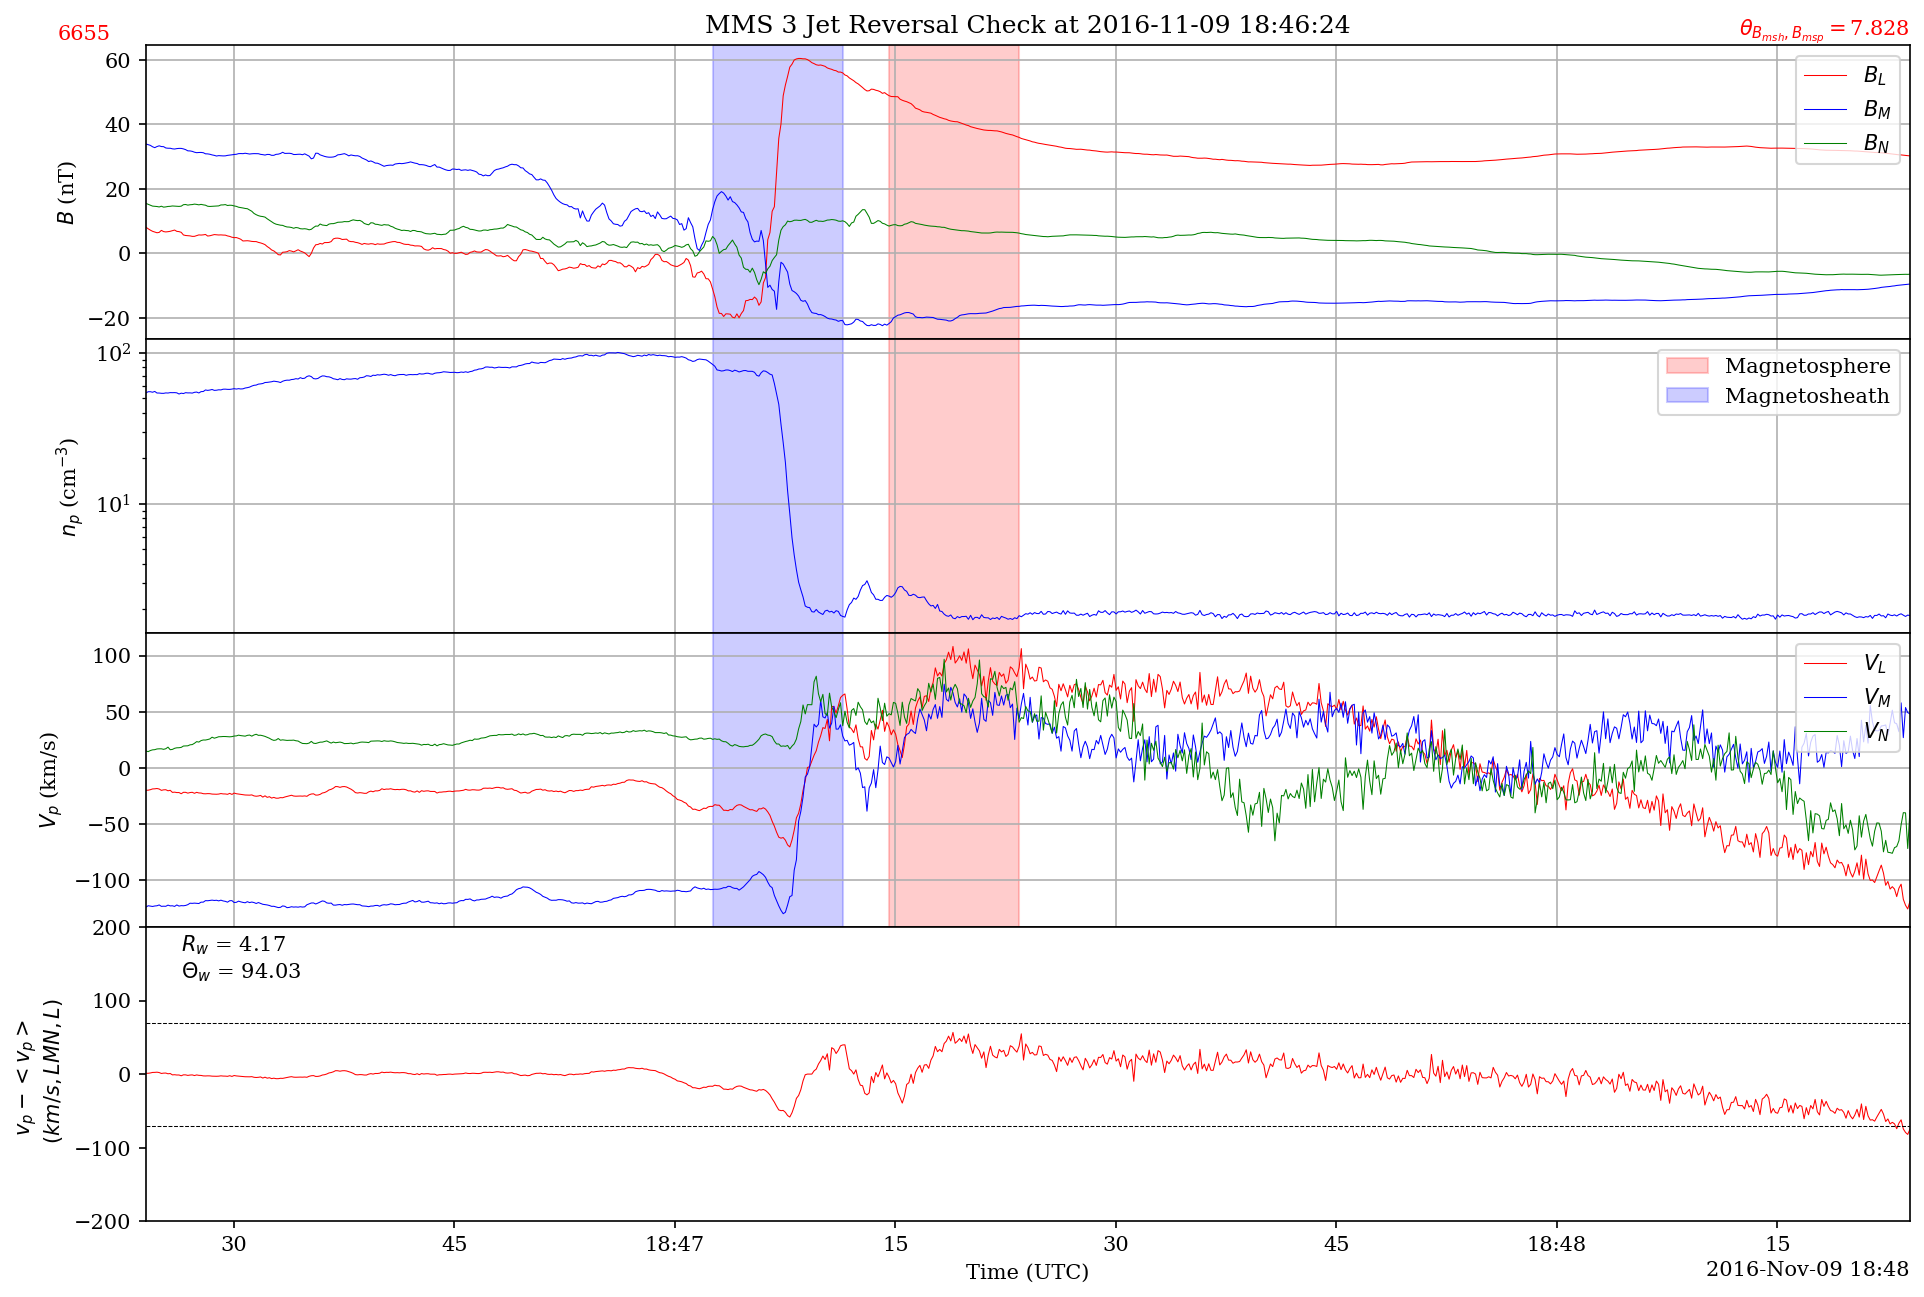 MMS 3 Jet Reversal Check at 2016-11-09 18:46:24
6655
θ_{B_{msh}, B_{msp}} = 7.828
60
40
20
0
−20
B (nT)
B_L
B_M
B_N
10^2
10^1
n_p (cm^{−3})
Magnetosphere
Magnetosheath
100
50
0
−50
−100
V_p (km/s)
V_L
V_M
V_N
200
100
0
−100
−200
v_p − <v_p>
(km/s, LMN, L)
R_w = 4.17
Θ_w = 94.03
30
45
18:47
15
30
45
18:48
15
Time (UTC)
2016-Nov-09 18:48